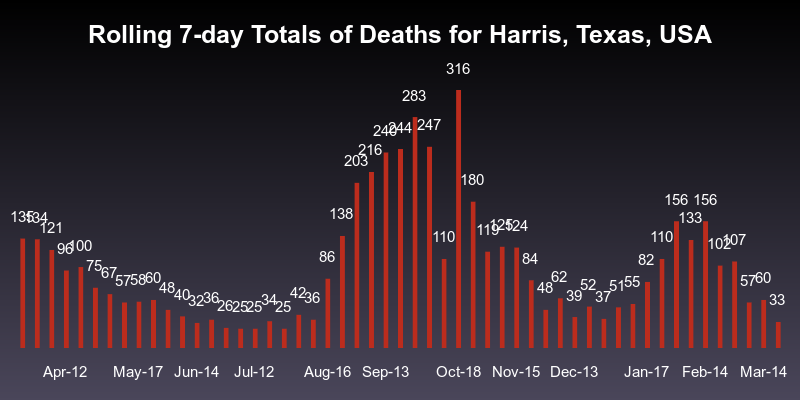 Rolling 7-day Totals of Deaths for Harris, Texas, USA
135 134 121 96 100 75 67 57 58 60 48 40 32 36 26 25 25 34 25 42 36 86 138 203 216 240 244 283 247 110 316 180 119 125 124 84 48 62 39 52 37 51 55 82 110 156 133 156 102 107 57 60 33
Apr-12 May-17 Jun-14 Jul-12 Aug-16 Sep-13 Oct-18 Nov-15 Dec-13 Jan-17 Feb-14 Mar-14